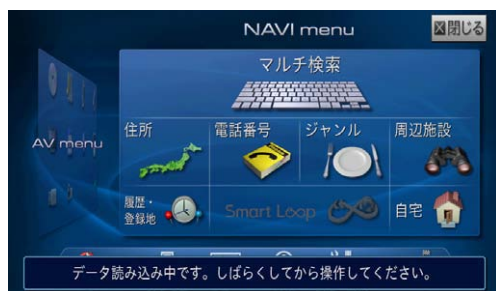 NAVI menu
閉じる
マルチ検索
AV menu
住所
電話番号
ジャンル
周辺施設
履歴・
登録地
Smart Loop
自宅
データ読み込み中です。しばらくしてから操作してください。